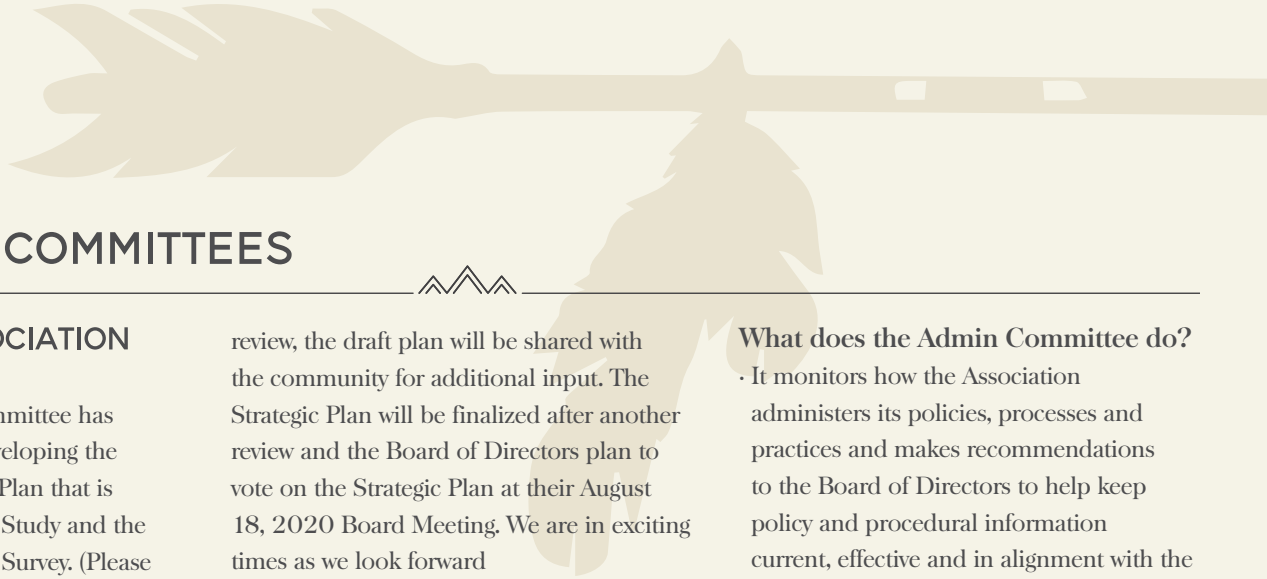 COMMITTEES
OCIATION
mmittee has
veloping the
Plan that is
Study and the
Survey. (Please
review, the draft plan will be shared with
the community for additional input. The
Strategic Plan will be finalized after another
review and the Board of Directors plan to
vote on the Strategic Plan at their August
18, 2020 Board Meeting. We are in exciting
times as we look forward
What does the Admin Committee do?
· It monitors how the Association
administers its policies, processes and
practices and makes recommendations
to the Board of Directors to help keep
policy and procedural information
current, effective and in alignment with the